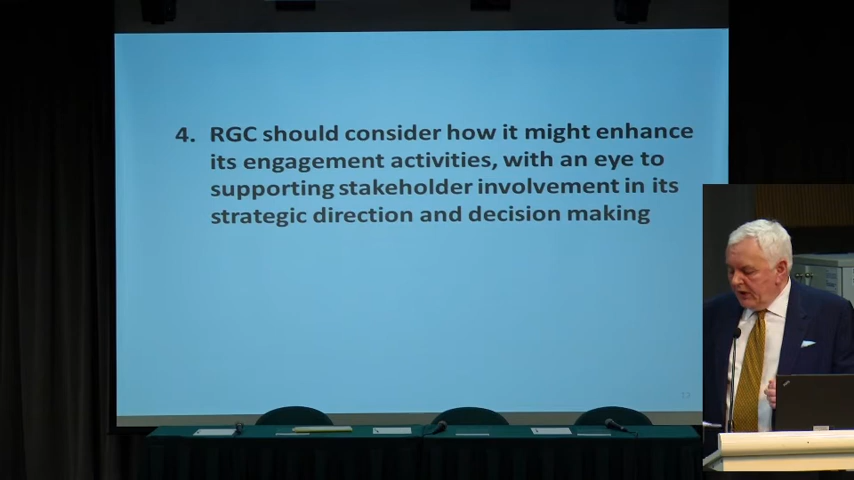 4. RGC should consider how it might enhance
its engagement activities, with an eye to
supporting stakeholder involvement in its
strategic direction and decision making